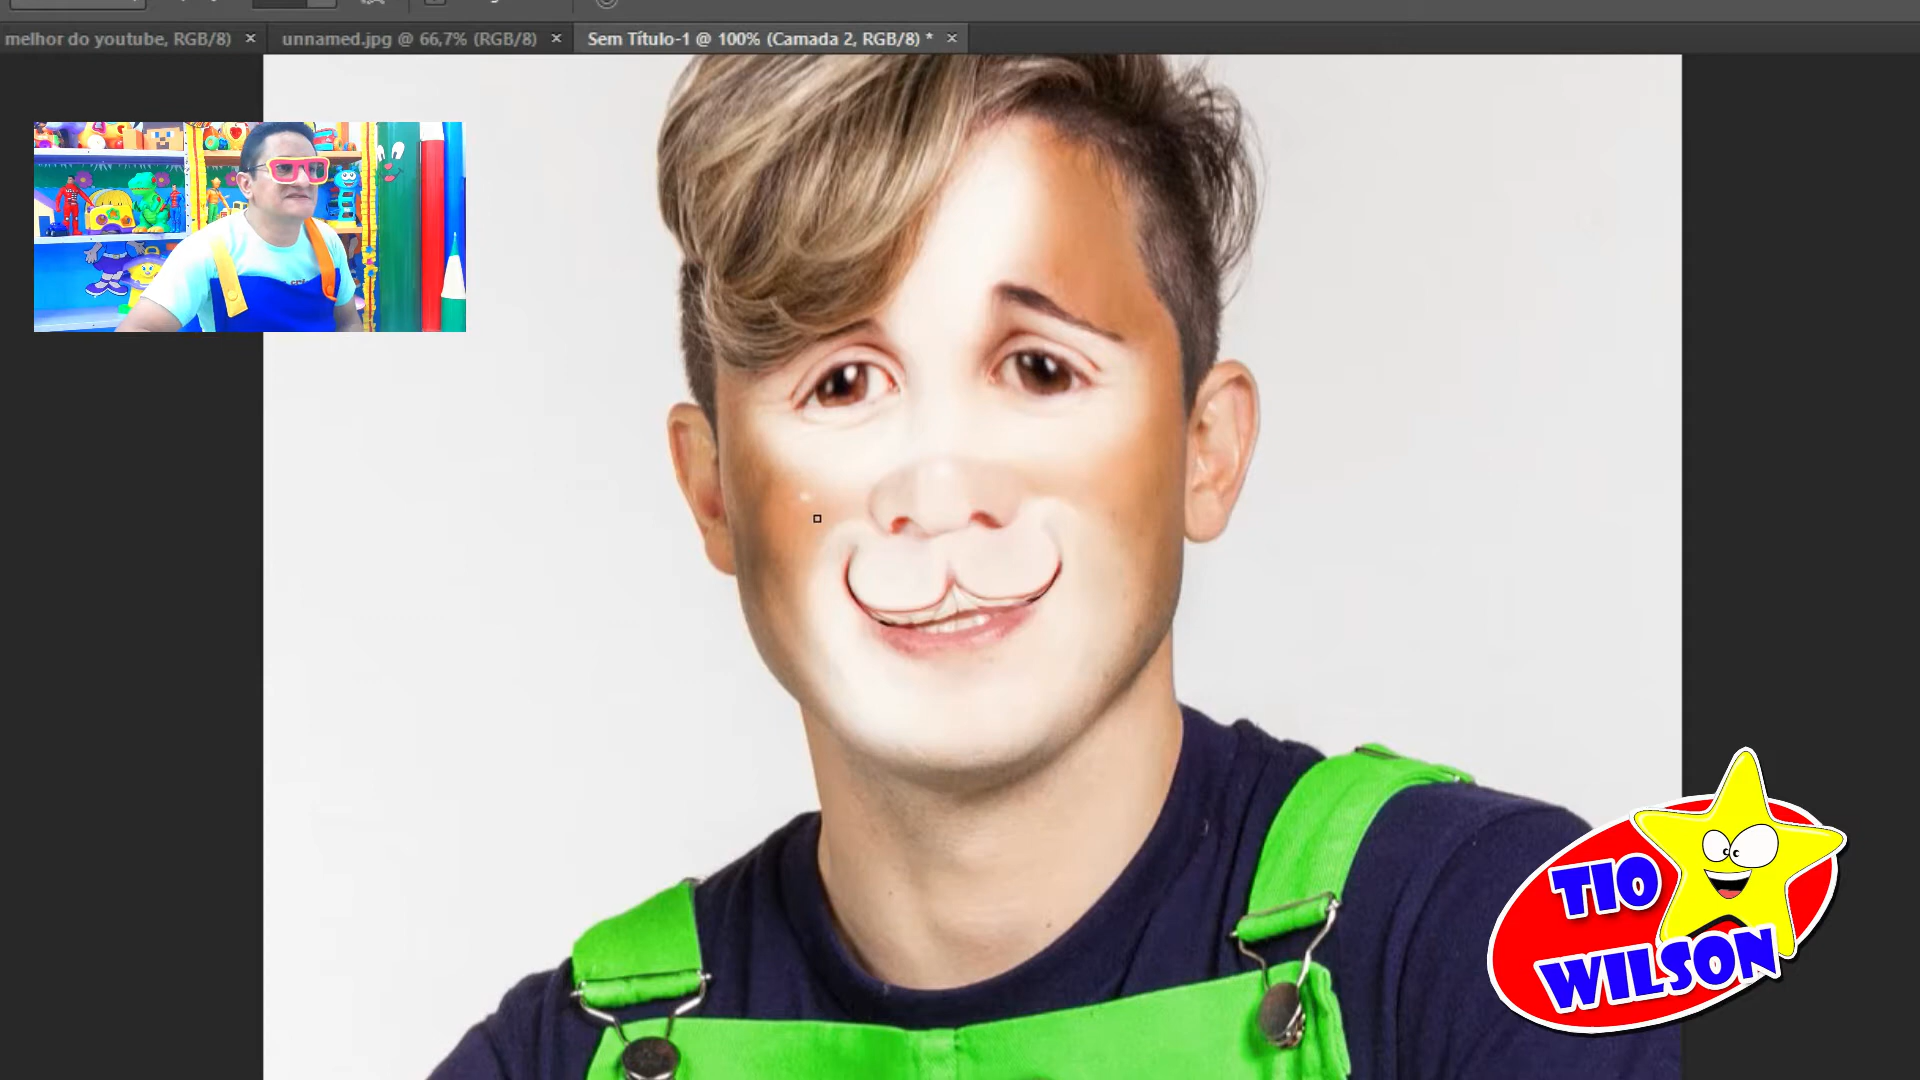 melhor do youtube, RGB/8)
unnamed.jpg @ 66,7% (RGB/8)
Sem Título-1 @ 100% (Camada 2, RGB/8) *
TIO
WILSON